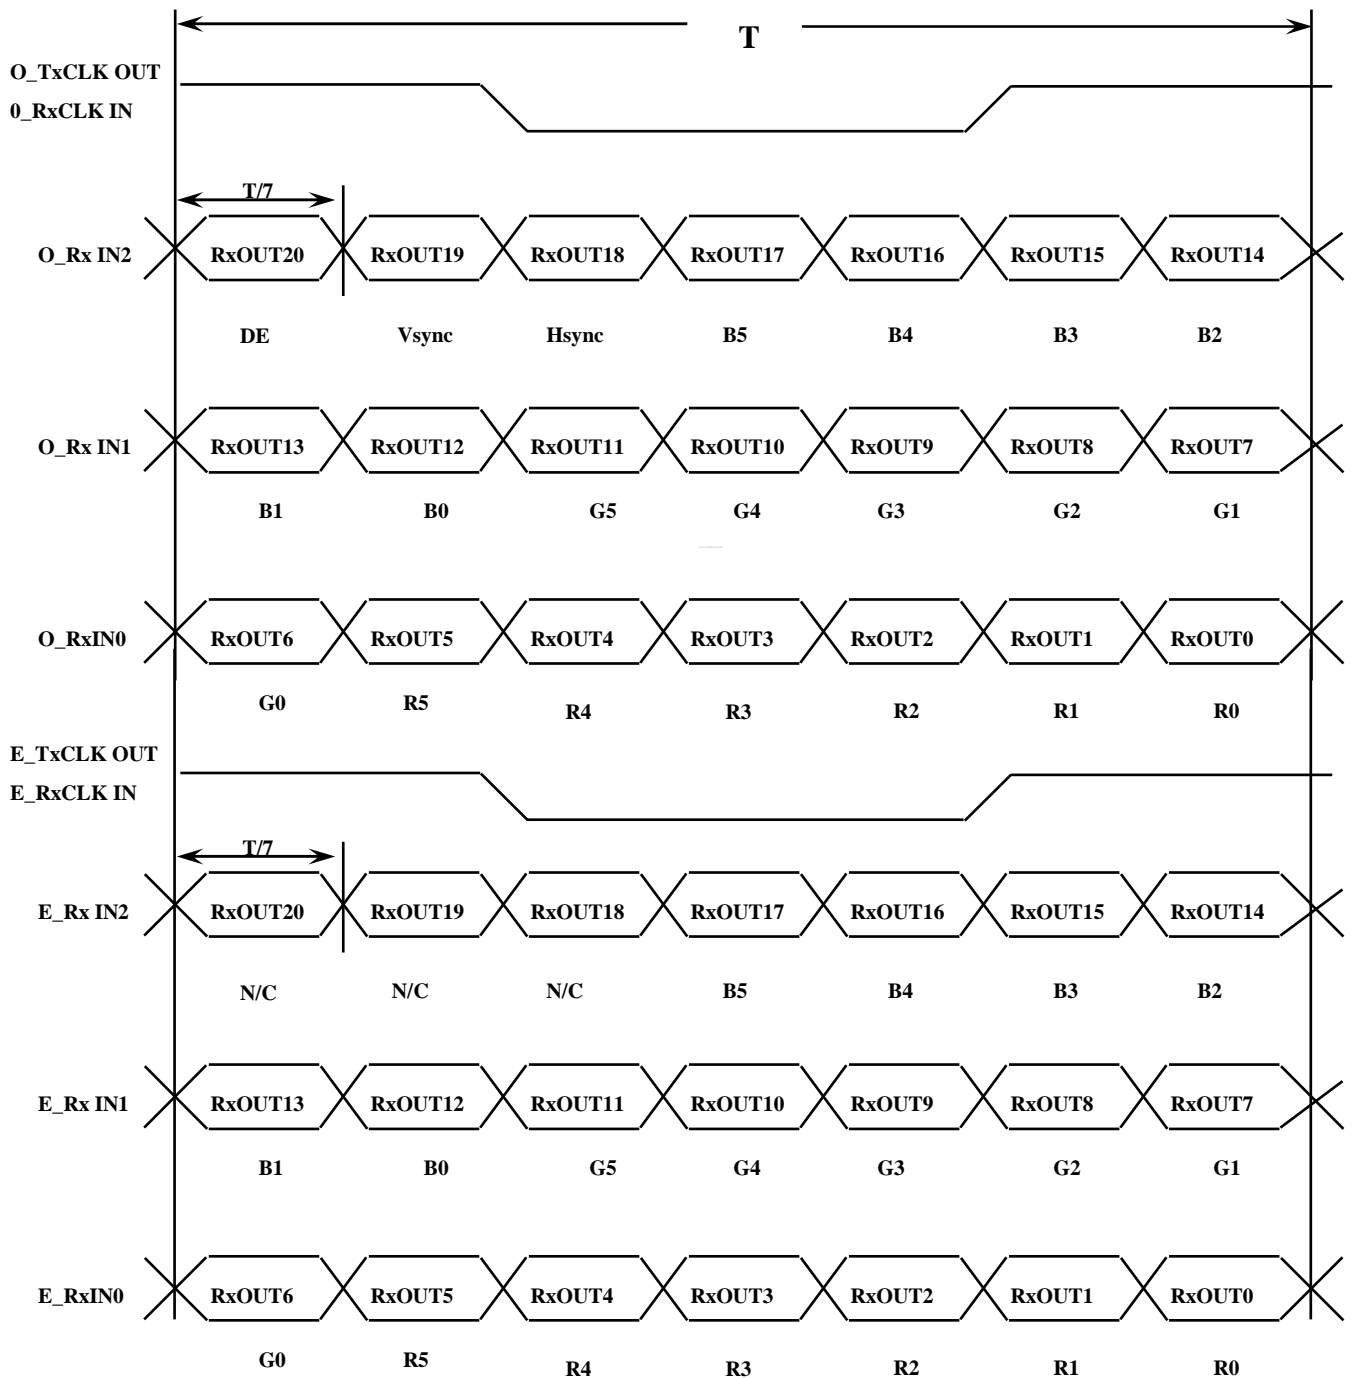 T
O_TxCLK OUT
0_RxCLK IN
T/7
O_Rx IN2 RxOUT20 RxOUT19 RxOUT18 RxOUT17 RxOUT16 RxOUT15 RxOUT14
DE Vsync Hsync B5 B4 B3 B2
O_Rx IN1 RxOUT13 RxOUT12 RxOUT11 RxOUT10 RxOUT9 RxOUT8 RxOUT7
B1 B0 G5 G4 G3 G2 G1
O_RxIN0 RxOUT6 RxOUT5 RxOUT4 RxOUT3 RxOUT2 RxOUT1 RxOUT0
G0 R5 R4 R3 R2 R1 R0
E_TxCLK OUT
E_RxCLK IN
T/7
E_Rx IN2 RxOUT20 RxOUT19 RxOUT18 RxOUT17 RxOUT16 RxOUT15 RxOUT14
N/C N/C N/C B5 B4 B3 B2
E_Rx IN1 RxOUT13 RxOUT12 RxOUT11 RxOUT10 RxOUT9 RxOUT8 RxOUT7
B1 B0 G5 G4 G3 G2 G1
E_RxIN0 RxOUT6 RxOUT5 RxOUT4 RxOUT3 RxOUT2 RxOUT1 RxOUT0
G0 R5 R4 R3 R2 R1 R0